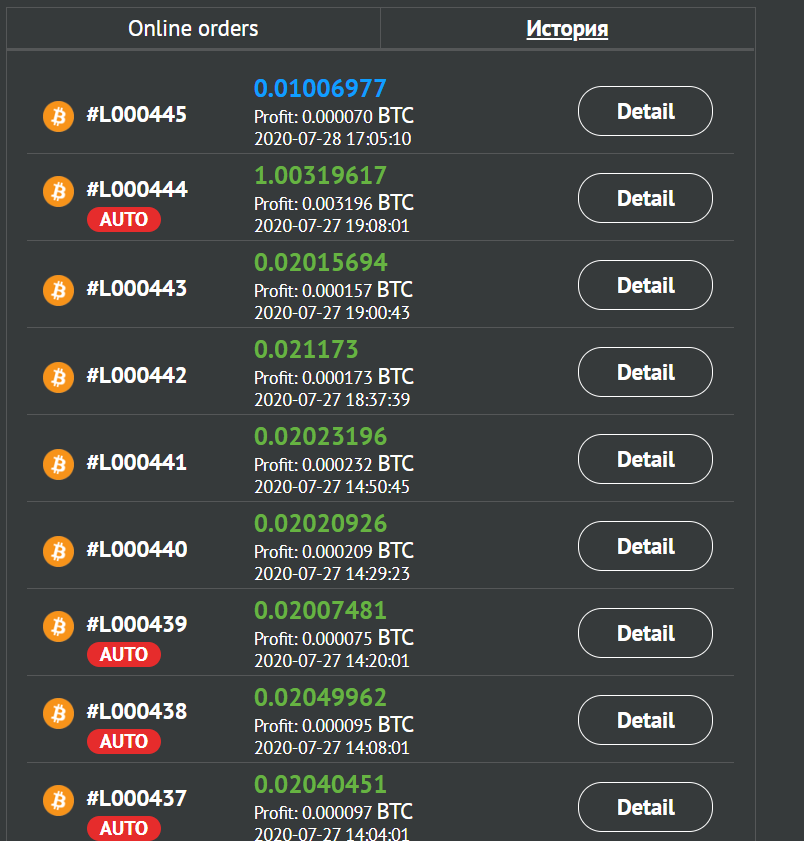 Online orders
История
0.01006977
#L000445
Profit: 0.000070 BTC
2020-07-28 17:05:10
Detail
1.00319617
#L000444
AUTO
Profit: 0.003196 BTC
2020-07-27 19:08:01
Detail
0.02015694
#L000443
Profit: 0.000157 BTC
2020-07-27 19:00:43
Detail
0.021173
#L000442
Profit: 0.000173 BTC
2020-07-27 18:37:39
Detail
0.02023196
#L000441
Profit: 0.000232 BTC
2020-07-27 14:50:45
Detail
0.02020926
#L000440
Profit: 0.000209 BTC
2020-07-27 14:29:23
Detail
0.02007481
#L000439
AUTO
Profit: 0.000075 BTC
2020-07-27 14:20:01
Detail
0.02049962
#L000438
AUTO
Profit: 0.000095 BTC
2020-07-27 14:08:01
Detail
0.02040451
#L000437
AUTO
Profit: 0.000097 BTC
2020-07-27 14:04:01
Detail